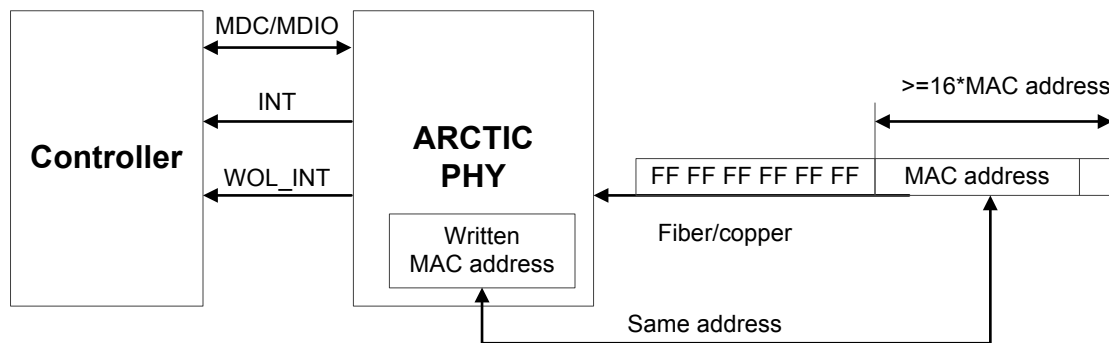 MDC/MDIO
>=16*MAC address
INT
ARCTIC
PHY
Controller
WOL_INT
FF FF FF FF FF FF
MAC address
Fiber/copper
Written
MAC address
Same address